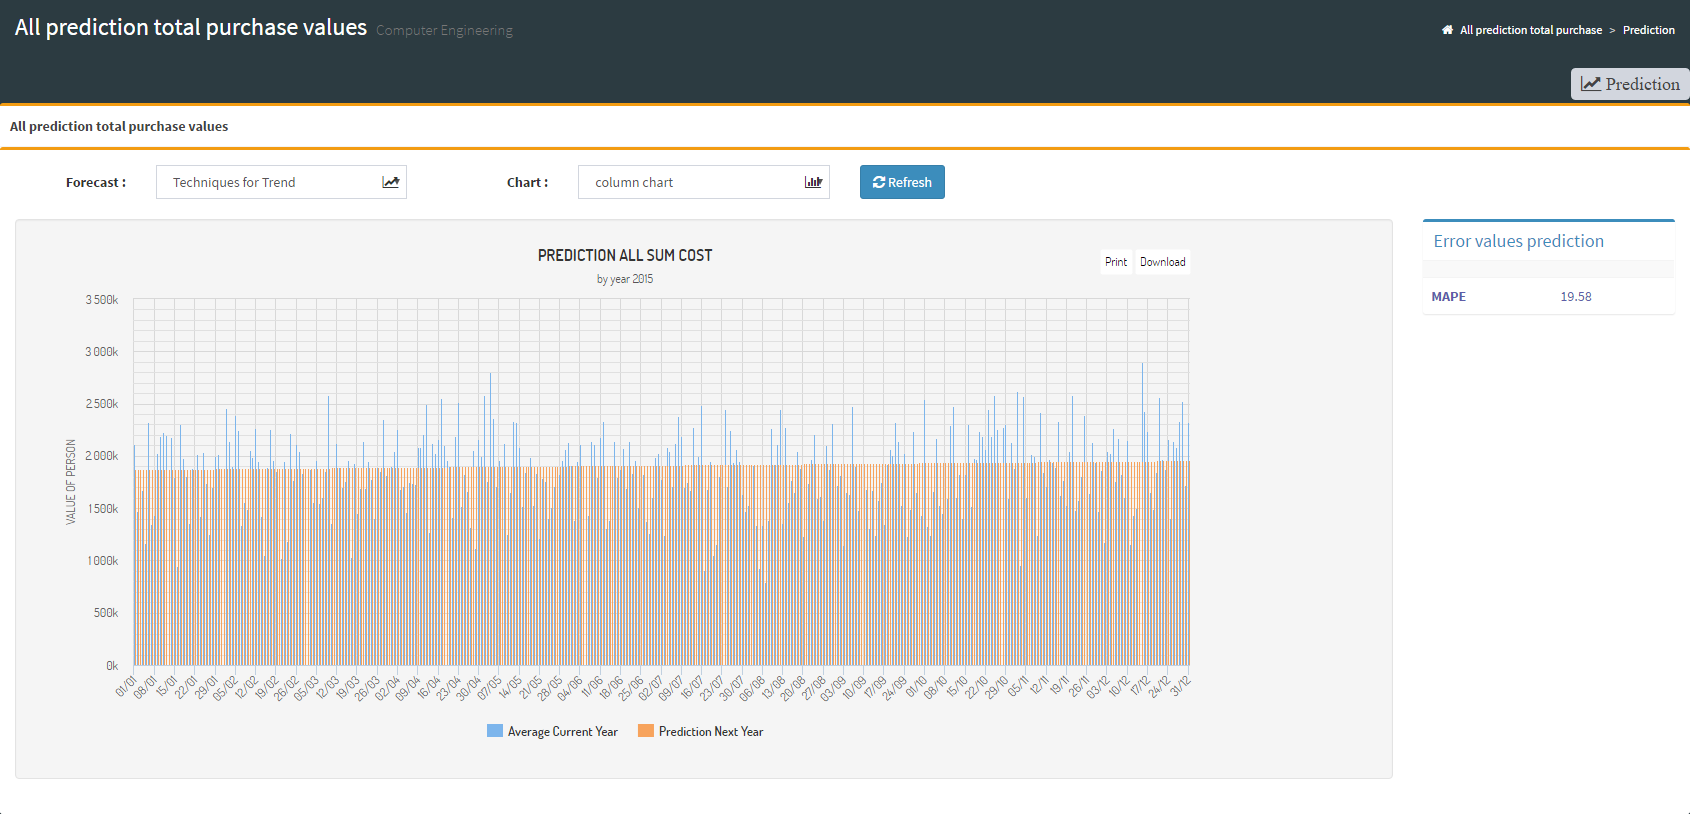 All prediction total purchase values Computer Engineering
All prediction total purchase > Prediction
Prediction
All prediction total purchase values
Forecast : Techniques for Trend Chart : column chart Refresh
PREDICTION ALL SUM COST
by year 2015
Print Download
Error values prediction
MAPE 19.58
VALUE OF PERSON
3 500k
3 000k
2 500k
2 000k
1 500k
1 000k
500k
0k
01/01 08/01 15/01 22/01 29/01 05/02 12/02 19/02 26/02 05/03 12/03 19/03 26/03 02/04 09/04 16/04 23/04 30/04 07/05 14/05 21/05 28/05 04/06 11/06 18/06 25/06 02/07 09/07 16/07 23/07 30/07 06/08 13/08 20/08 27/08 03/09 10/09 17/09 24/09 01/10 08/10 15/10 22/10 29/10 05/11 12/11 19/11 26/11 03/12 10/12 17/12 24/12 31/12
Average Current Year Prediction Next Year